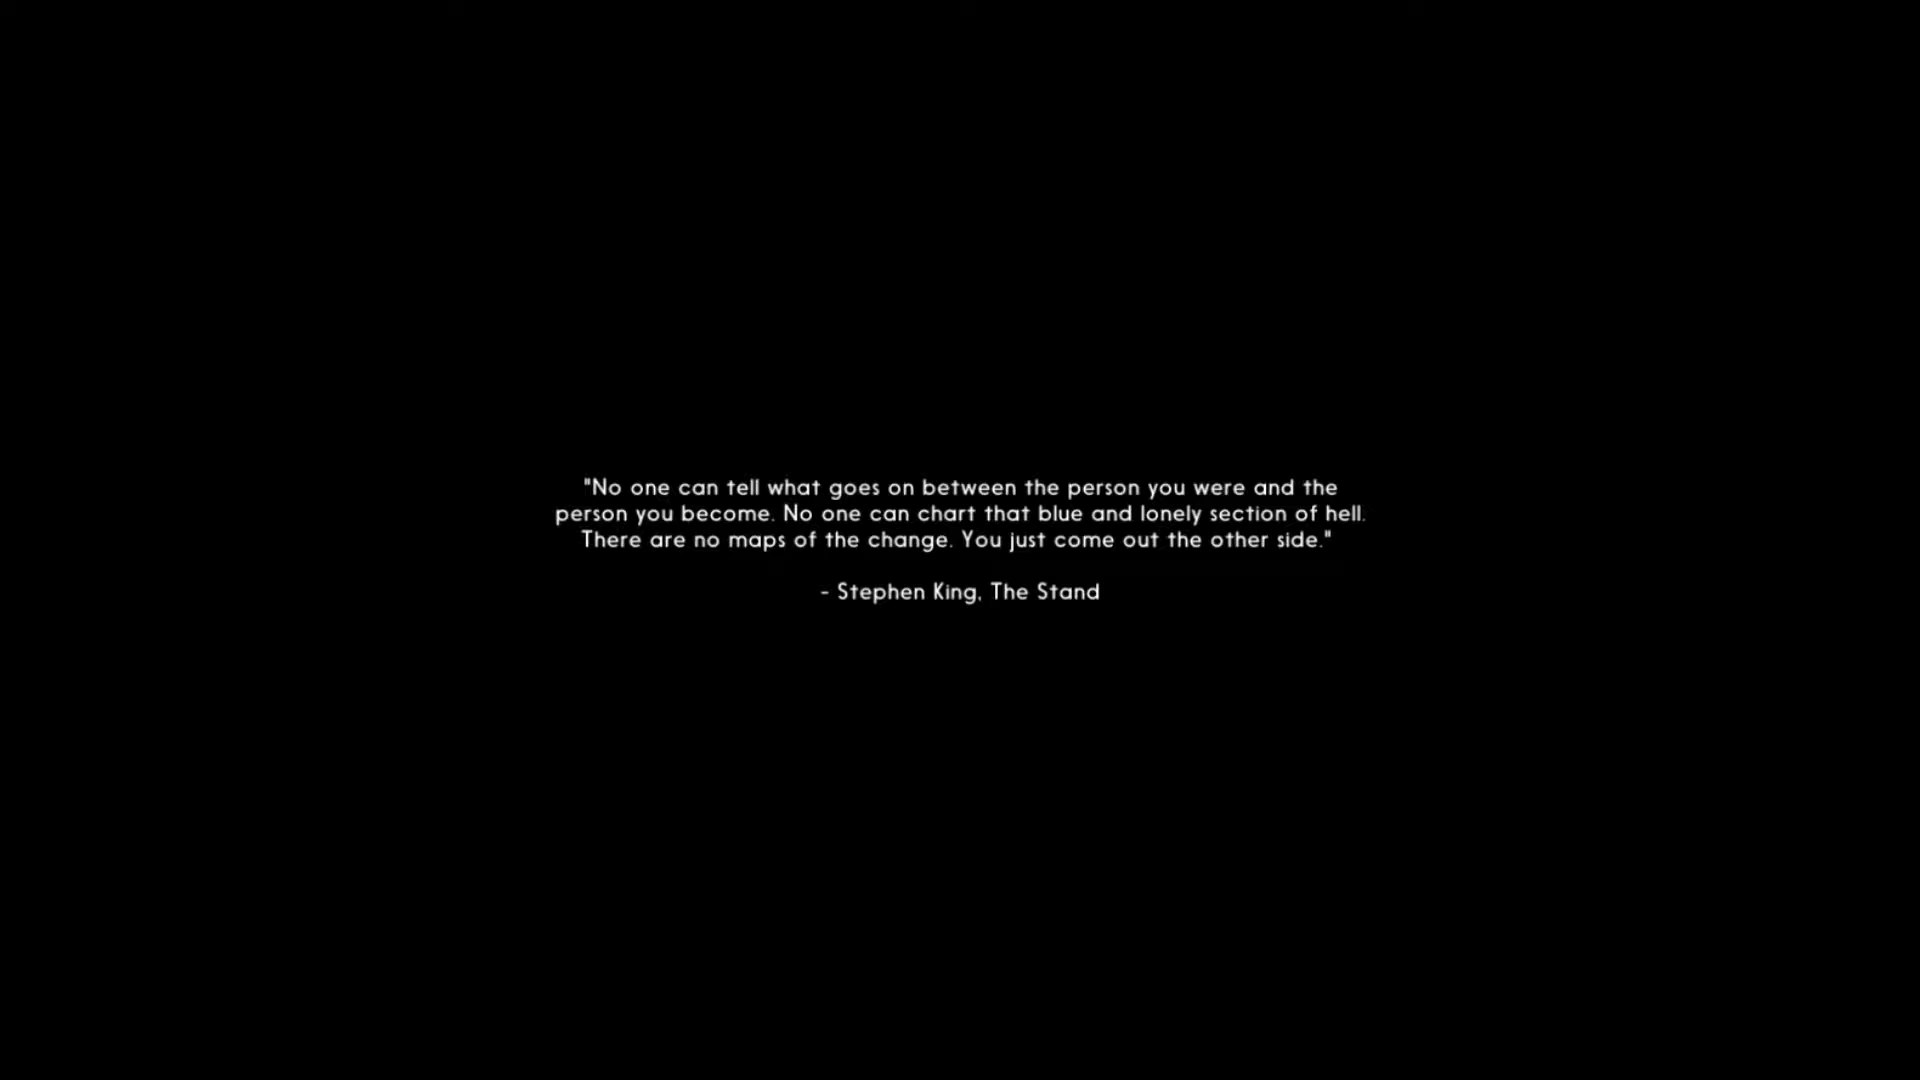 "No one can tell what goes on between the person you were and the
person you become. No one can chart that blue and lonely section of hell.
There are no maps of the change. You just come out the other side."
- Stephen King, The Stand